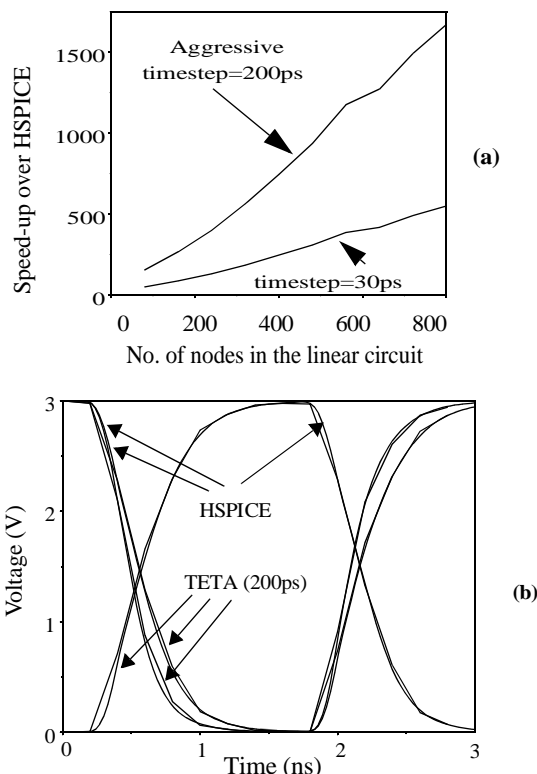 1500
1000
500
0
Speed-up over HSPICE
Aggressive
timestep=200ps
timestep=30ps
(a)
0 200 400 600 800
No. of nodes in the linear circuit
3
2
1
0
Voltage (V)
HSPICE
TETA (200ps)
(b)
0 1 2 3
Time (ns)